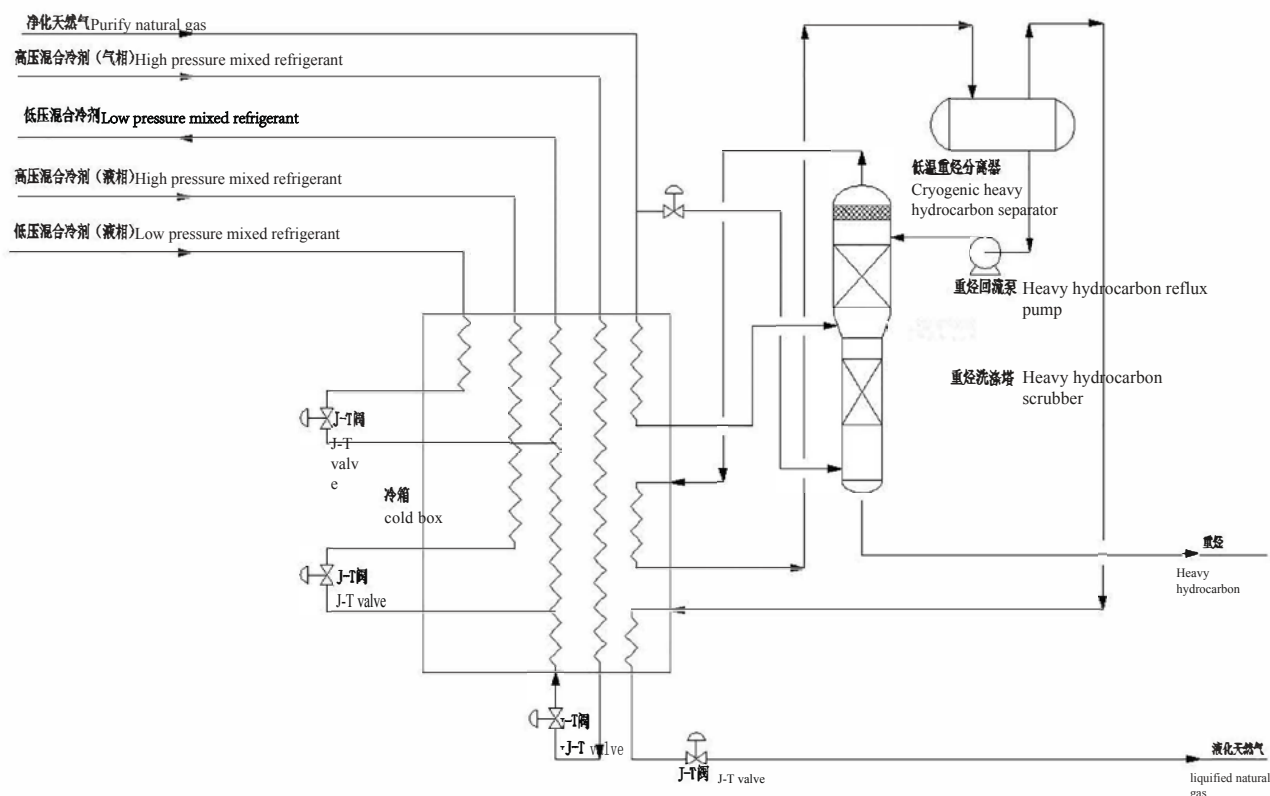 净化天然气Purify natural gas
高压混合冷剂（气相)High pressure mixed refrigerant
低压混合冷剂Low pressure mixed refrigerant
高压混合冷剂（液相)High pressure mixed refrigerant
低压混合冷剂（液相)Low pressure mixed refrigerant
低温重烃分离器
Cryogenic heavy
hydrocarbon separator
重烃回流泵 Heavy hydrocarbon reflux
pump
重烃洗涤塔 Heavy hydrocarbon
scrubber
J-T阀
J-T
valv
e
冷箱
cold box
J-T阀
J-T valve
重烃
Heavy
hydrocarbon
-T阀
J-T valve
J-T阀 J-T valve
液化天然气
liquified natural
gas